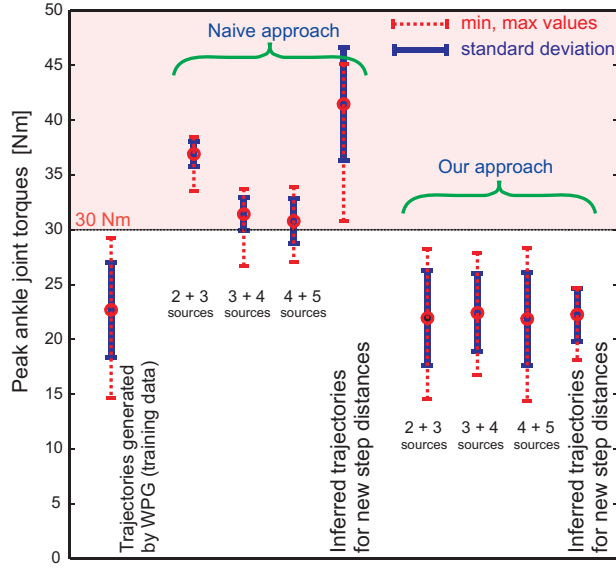 50
45
40
35
30
25
20
15
10
5
0
Peak ankle joint torques [Nm]
min, max values
standard deviation
Naive approach
Our approach
30 Nm
2 + 3
sources
3 + 4
sources
4 + 5
sources
2 + 3
sources
3 + 4
sources
4 + 5
sources
Trajectories generated
by WPG (training data)
Inferred trajectories
for new step distances
Inferred trajectories
for new step distances